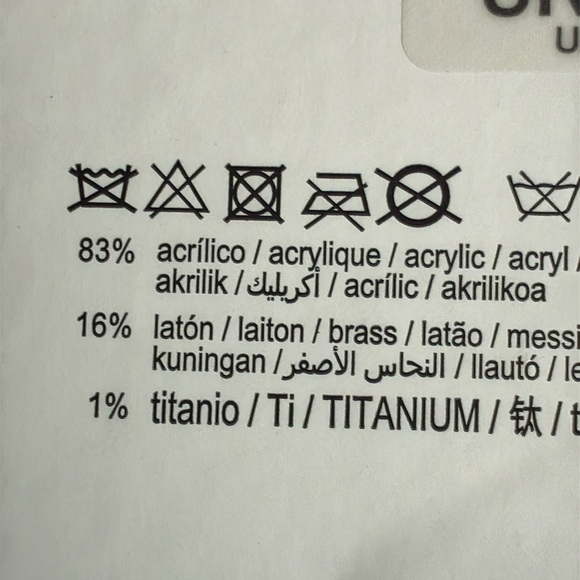 U
83% acrílico / acrylique / acrylic / acryl /
akrilik / أكريليك / acrílic / akrilikoa
16% latón / laiton / brass / latão / messi
kuningan / النحاس الأصفر / llautó / le
1% titanio / Ti / TITANIUM / 钛 / t